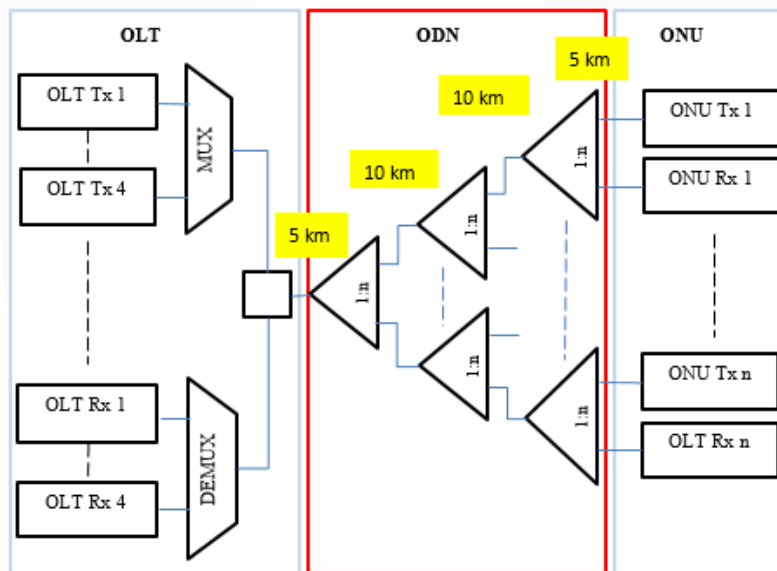 OLT
ODN
ONU
5 km
10 km
10 km
5 km
OLT Tx 1
OLT Tx 4
MUX
OLT Rx 1
OLT Rx 4
DEMUX
1:n
1:n
1:n
1:n
1:n
ONU Tx 1
ONU Rx 1
ONU Tx n
OLT Rx n